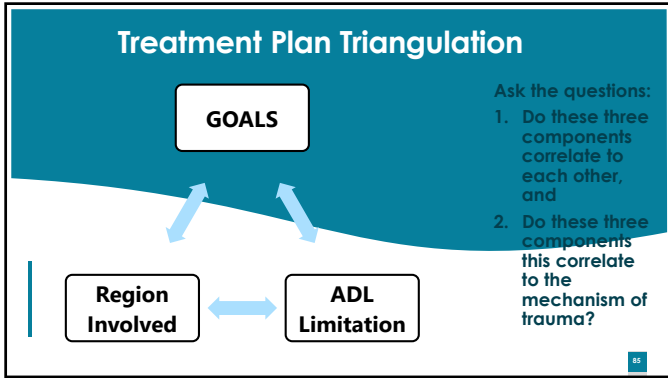 Treatment Plan Triangulation
GOALS
Region
Involved
ADL
Limitation
Ask the questions:
1. Do these three
components
correlate to
each other,
and
2. Do these three
components
this correlate
to the
mechanism of
trauma?
85